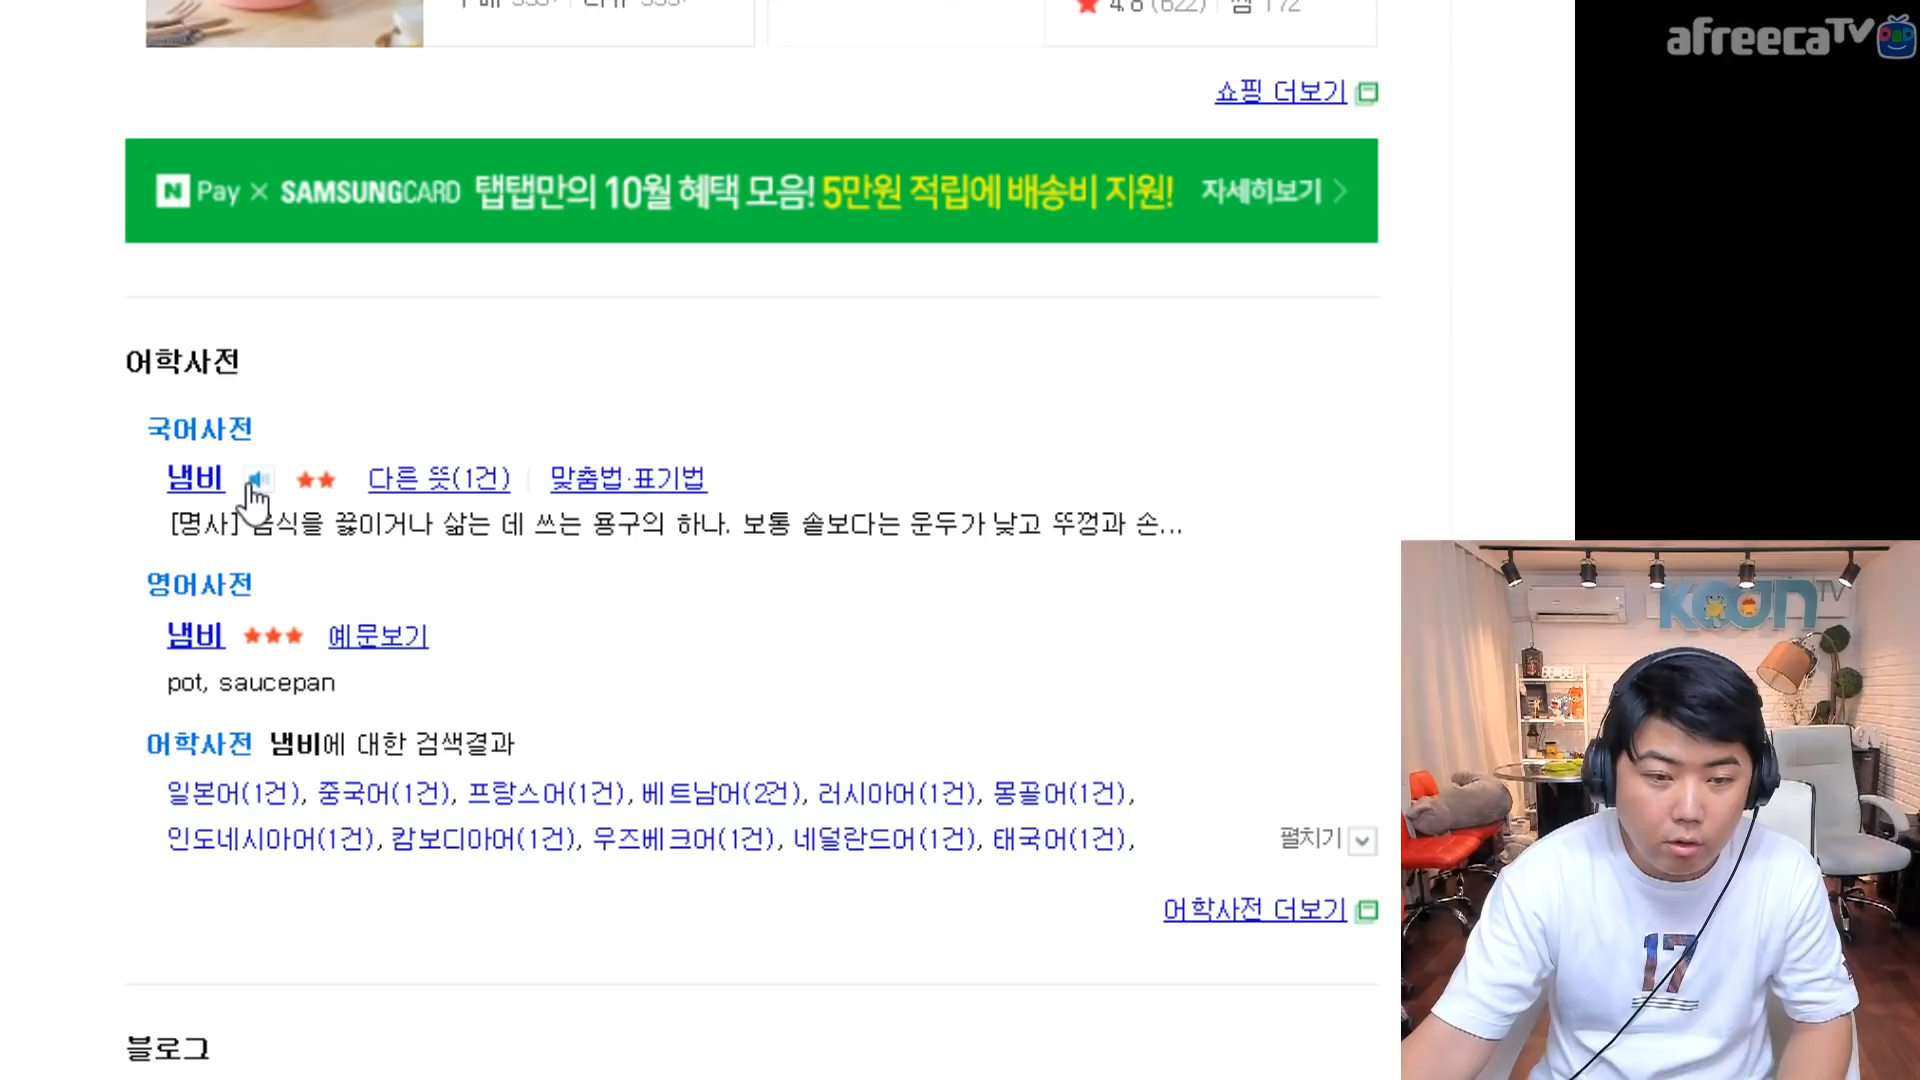 4.8 (622) 찜 172
afreecaTV
쇼핑 더보기
N Pay × SAMSUNGCARD 탭탭만의 10월 혜택 모음! 5만원 적립에 배송비 지원! 자세히보기
어학사전
국어사전
냄비 다른 뜻(1건) 맞춤법·표기법
[명사] 음식을 끓이거나 삶는 데 쓰는 용구의 하나. 보통 솥보다는 운두가 낮고 뚜껑과 손...
영어사전
냄비 예문보기
pot, saucepan
어학사전 냄비에 대한 검색결과
일본어(1건), 중국어(1건), 프랑스어(1건), 베트남어(2건), 러시아어(1건), 몽골어(1건),
인도네시아어(1건), 캄보디아어(1건), 우즈베크어(1건), 네덜란드어(1건), 태국어(1건),
펼치기
어학사전 더보기
블로그
KOON TV
17